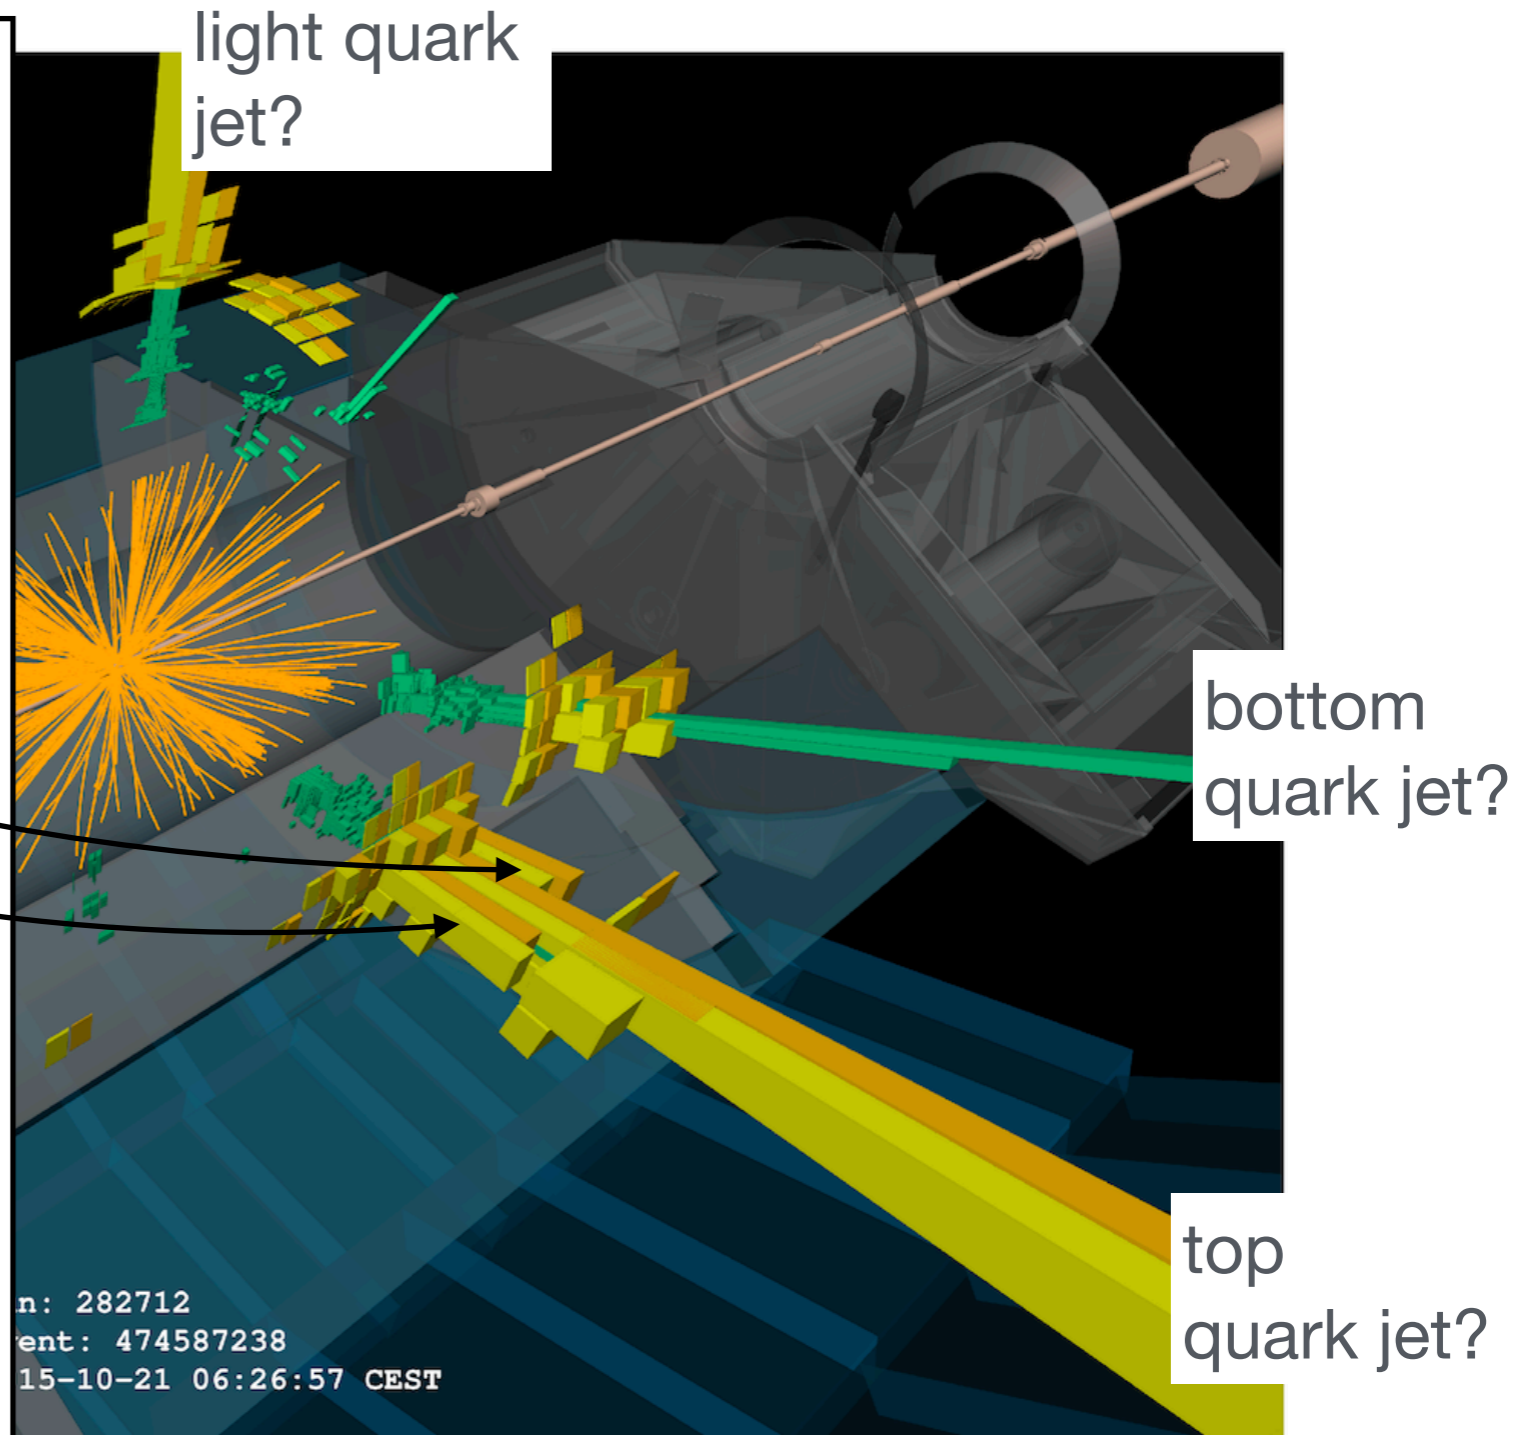 light quark
jet?
bottom
quark jet?
top
quark jet?
n: 282712
ent: 474587238
15-10-21 06:26:57 CEST